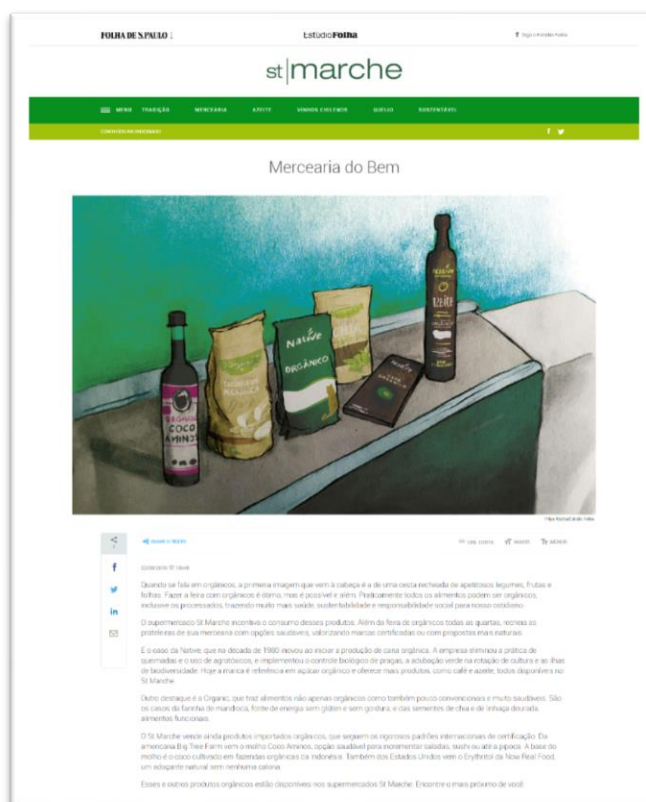 FOLHA DE S.PAULO
Estúdio FOLHA
st|marche
MENU TRADIÇÃO MERCEARIA AZEITE VINHOS CHILENOS QUEIJO SUSTENTÁVEL
Mercearia do Bem
ORGÂNICO
COCO
AMINOS
Native
ORGÂNICO
CHIA
AZEITE
MAIOR
Quando se fala em orgânicos, a primeira imagem que vem à cabeça é a de uma cesta recheada de apetitosos legumes, frutas e
folhas. Fazer a feira com orgânicos é ótimo, mas é possível ir além. Praticamente todos os alimentos podem ser orgânicos,
inclusive os processados, trazendo muito mais saúde, sustentabilidade e responsabilidade social para nosso cotidiano.
O supermercado St Marche incentiva o consumo desses produtos. Além da feira de orgânicos todas as quartas, recheia as
prateleiras de sua mercearia com opções saudáveis, valorizando marcas certificadas ou com propostas mais naturais.
É o caso da Native, que na década de 1980 inovou ao iniciar a produção de cana orgânica. A empresa eliminou a prática de
queimadas e o uso de agrotóxicos, e implementou o controle biológico de pragas, a adubação verde na rotação de cultura e as ilhas
de biodiversidade. Hoje a marca é referência em açúcar orgânico e oferece mais produtos, como café e azeite, todos disponíveis no
St Marche.
Outro destaque é a Organic, que traz alimentos não apenas orgânicos como também pouco convencionais e muito saudáveis. São
os casos da farinha de mandioca, fonte de energia sem glúten e sem gordura, e das sementes de chia e de linhaça dourada,
alimentos funcionais.
O St Marche vende ainda produtos importados orgânicos, que seguem os rigorosos padrões internacionais de certificação. Da
americana Big Tree Farm vem o molho Coco Aminos, opção saudável para incrementar saladas, sushi ou até a pipoca. A base do
molho é o coco cultivado em fazendas orgânicas da Indonésia. Também dos Estados Unidos vem o Erythritol da Now Real Food,
um adoçante natural sem nenhuma caloria.
Esses e outros produtos orgânicos estão disponíveis nos supermercados St Marche. Encontre o mais próximo de você.